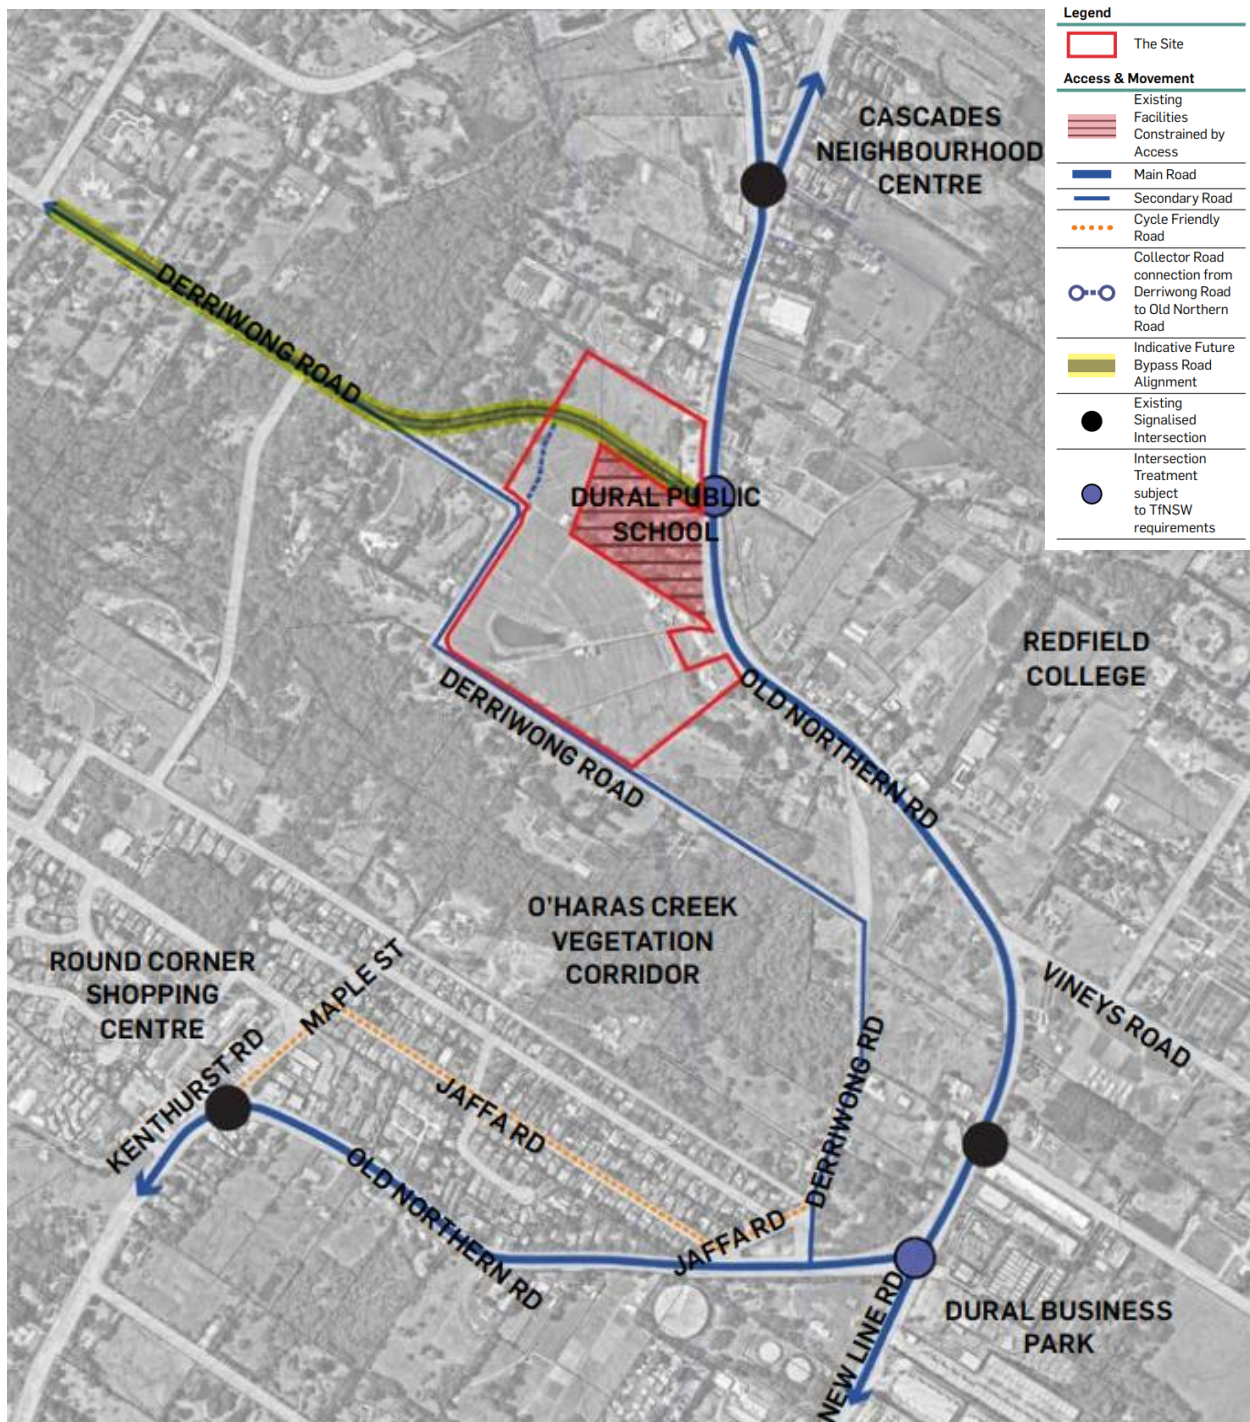 Legend
The Site
Access & Movement
Existing
Facilities
Constrained by
Access
Main Road
Secondary Road
Cycle Friendly
Road
Collector Road
connection from
Derriwong Road
to Old Northern
Road
Indicative Future
Bypass Road
Alignment
Existing
Signalised
Intersection
Intersection
Treatment
subject
to TfNSW
requirements
CASCADES
NEIGHBOURHOOD
CENTRE
DERRIWONG ROAD
DURAL PUBLIC
SCHOOL
REDFIELD
COLLEGE
DERRIWONG ROAD
OLD NORTHERN RD
O'HARAS CREEK
VEGETATION
CORRIDOR
ROUND CORNER
SHOPPING
CENTRE
MAPLE ST
VINEYS ROAD
KENTHURST RD
JAFFA RD
DERRIWONG RD
OLD NORTHERN RD
JAFFA RD
NEW LINE RD
DURAL BUSINESS
PARK